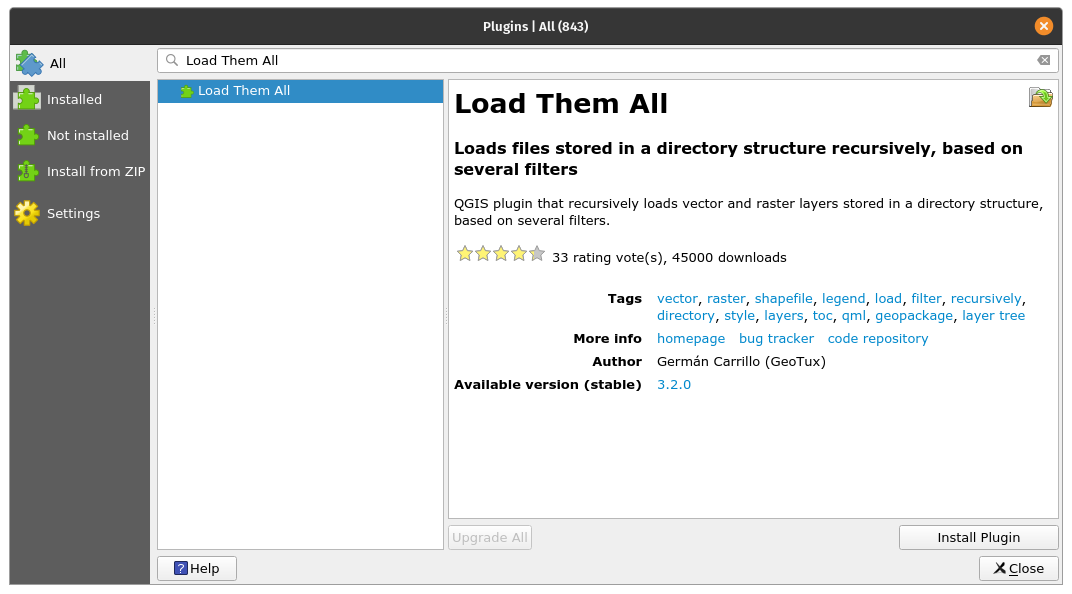 Plugins | All (843)
All
Installed
Not installed
Install from ZIP
Settings
Load Them All
Load Them All
Load Them All
Loads files stored in a directory structure recursively, based on
several filters
QGIS plugin that recursively loads vector and raster layers stored in a directory structure,
based on several filters.
33 rating vote(s), 45000 downloads
Tags vector, raster, shapefile, legend, load, filter, recursively,
directory, style, layers, toc, qml, geopackage, layer tree
More info homepage bug tracker code repository
Author Germán Carrillo (GeoTux)
Available version (stable) 3.2.0
Upgrade All
Install Plugin
? Help
Close